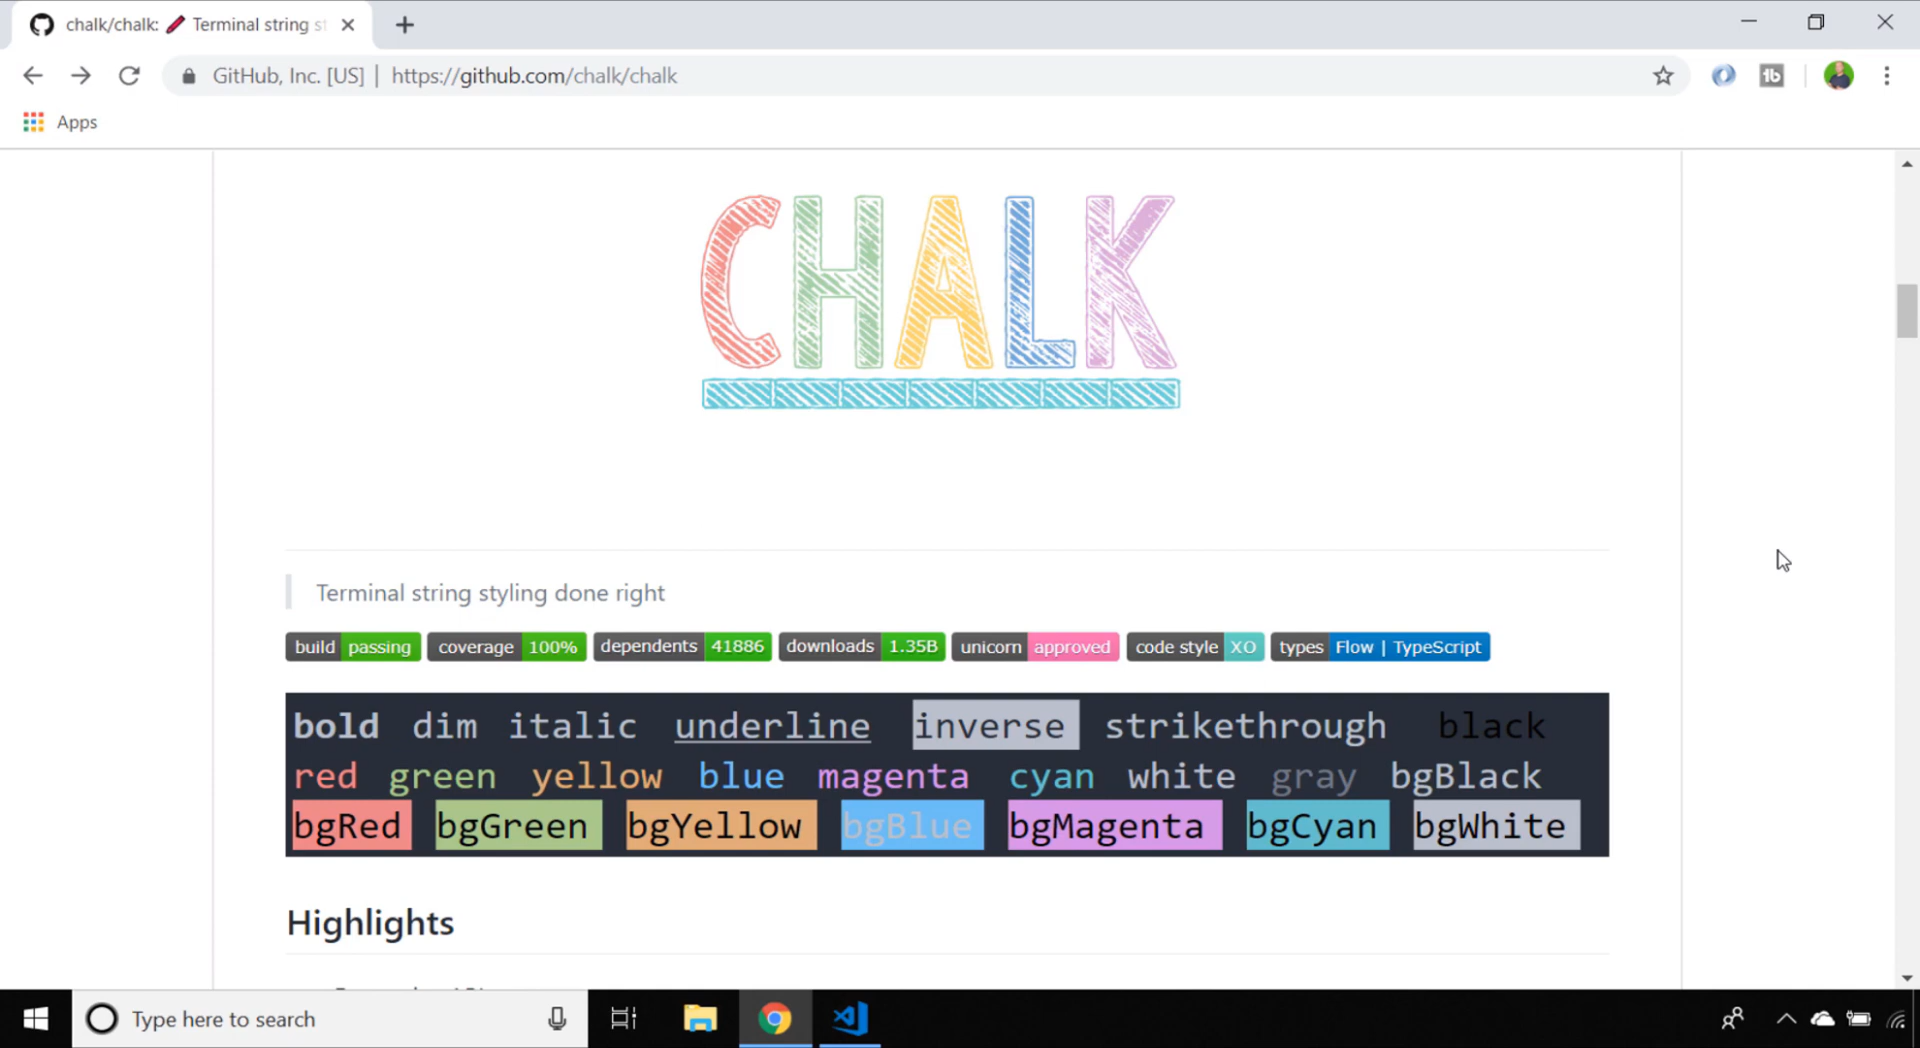 chalk/chalk: Terminal string st
GitHub, Inc. [US] | https://github.com/chalk/chalk
Apps
CHALK
Terminal string styling done right
build passing coverage 100% dependents 41886 downloads 1.35B unicorn approved code style XO types Flow | TypeScript
bold dim italic underline inverse strikethrough black
red green yellow blue magenta cyan white gray bgBlack
bgRed bgGreen bgYellow bgBlue bgMagenta bgCyan bgWhite
Highlights
Type here to search